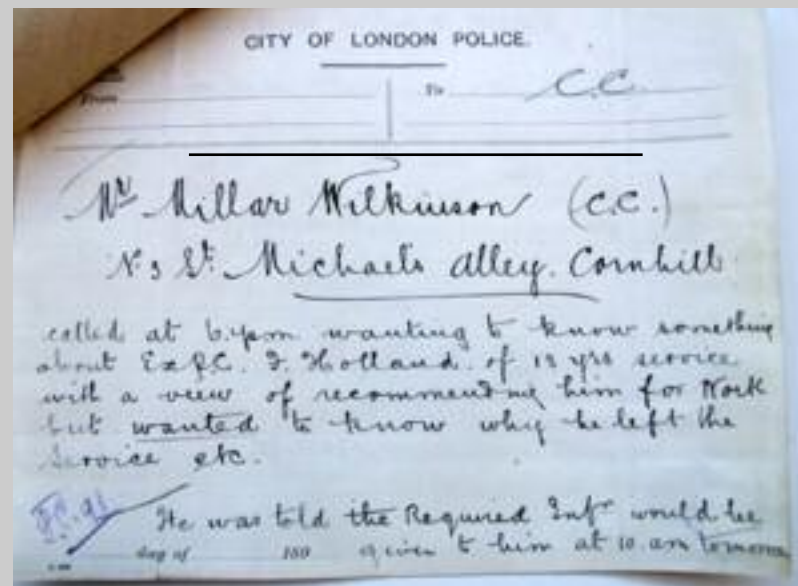 CITY OF LONDON POLICE.
From To C.C.
Mr Millar Wilkinson (C.C.)
No 3 St. Michaels Alley. Cornhill
called at 6.4pm wanting to know something
about Ex P.C. F. Holland. of 18 yrs service
with a view of recommending him for Work
but wanted to know why he left the
Service etc.
He was told the Required Infn would be
day of 189 given to him at 10. am tomorrow